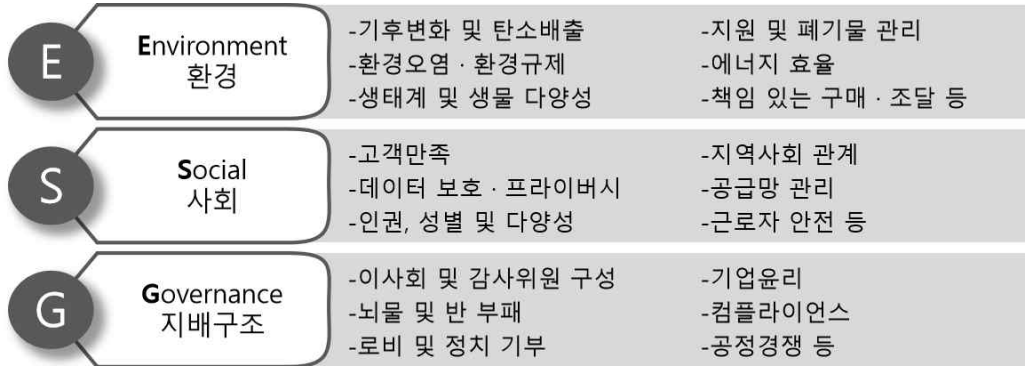 E
Environment
환경
-기후변화 및 탄소배출
-환경오염 · 환경규제
-생태계 및 생물 다양성
-지원 및 폐기물 관리
-에너지 효율
-책임 있는 구매 · 조달 등
S
Social
사회
-고객만족
-데이터 보호 · 프라이버시
-인권, 성별 및 다양성
-지역사회 관계
-공급망 관리
-근로자 안전 등
G
Governance
지배구조
-이사회 및 감사위원 구성
-뇌물 및 반 부패
-로비 및 정치 기부
-기업윤리
-컴플라이언스
-공정경쟁 등